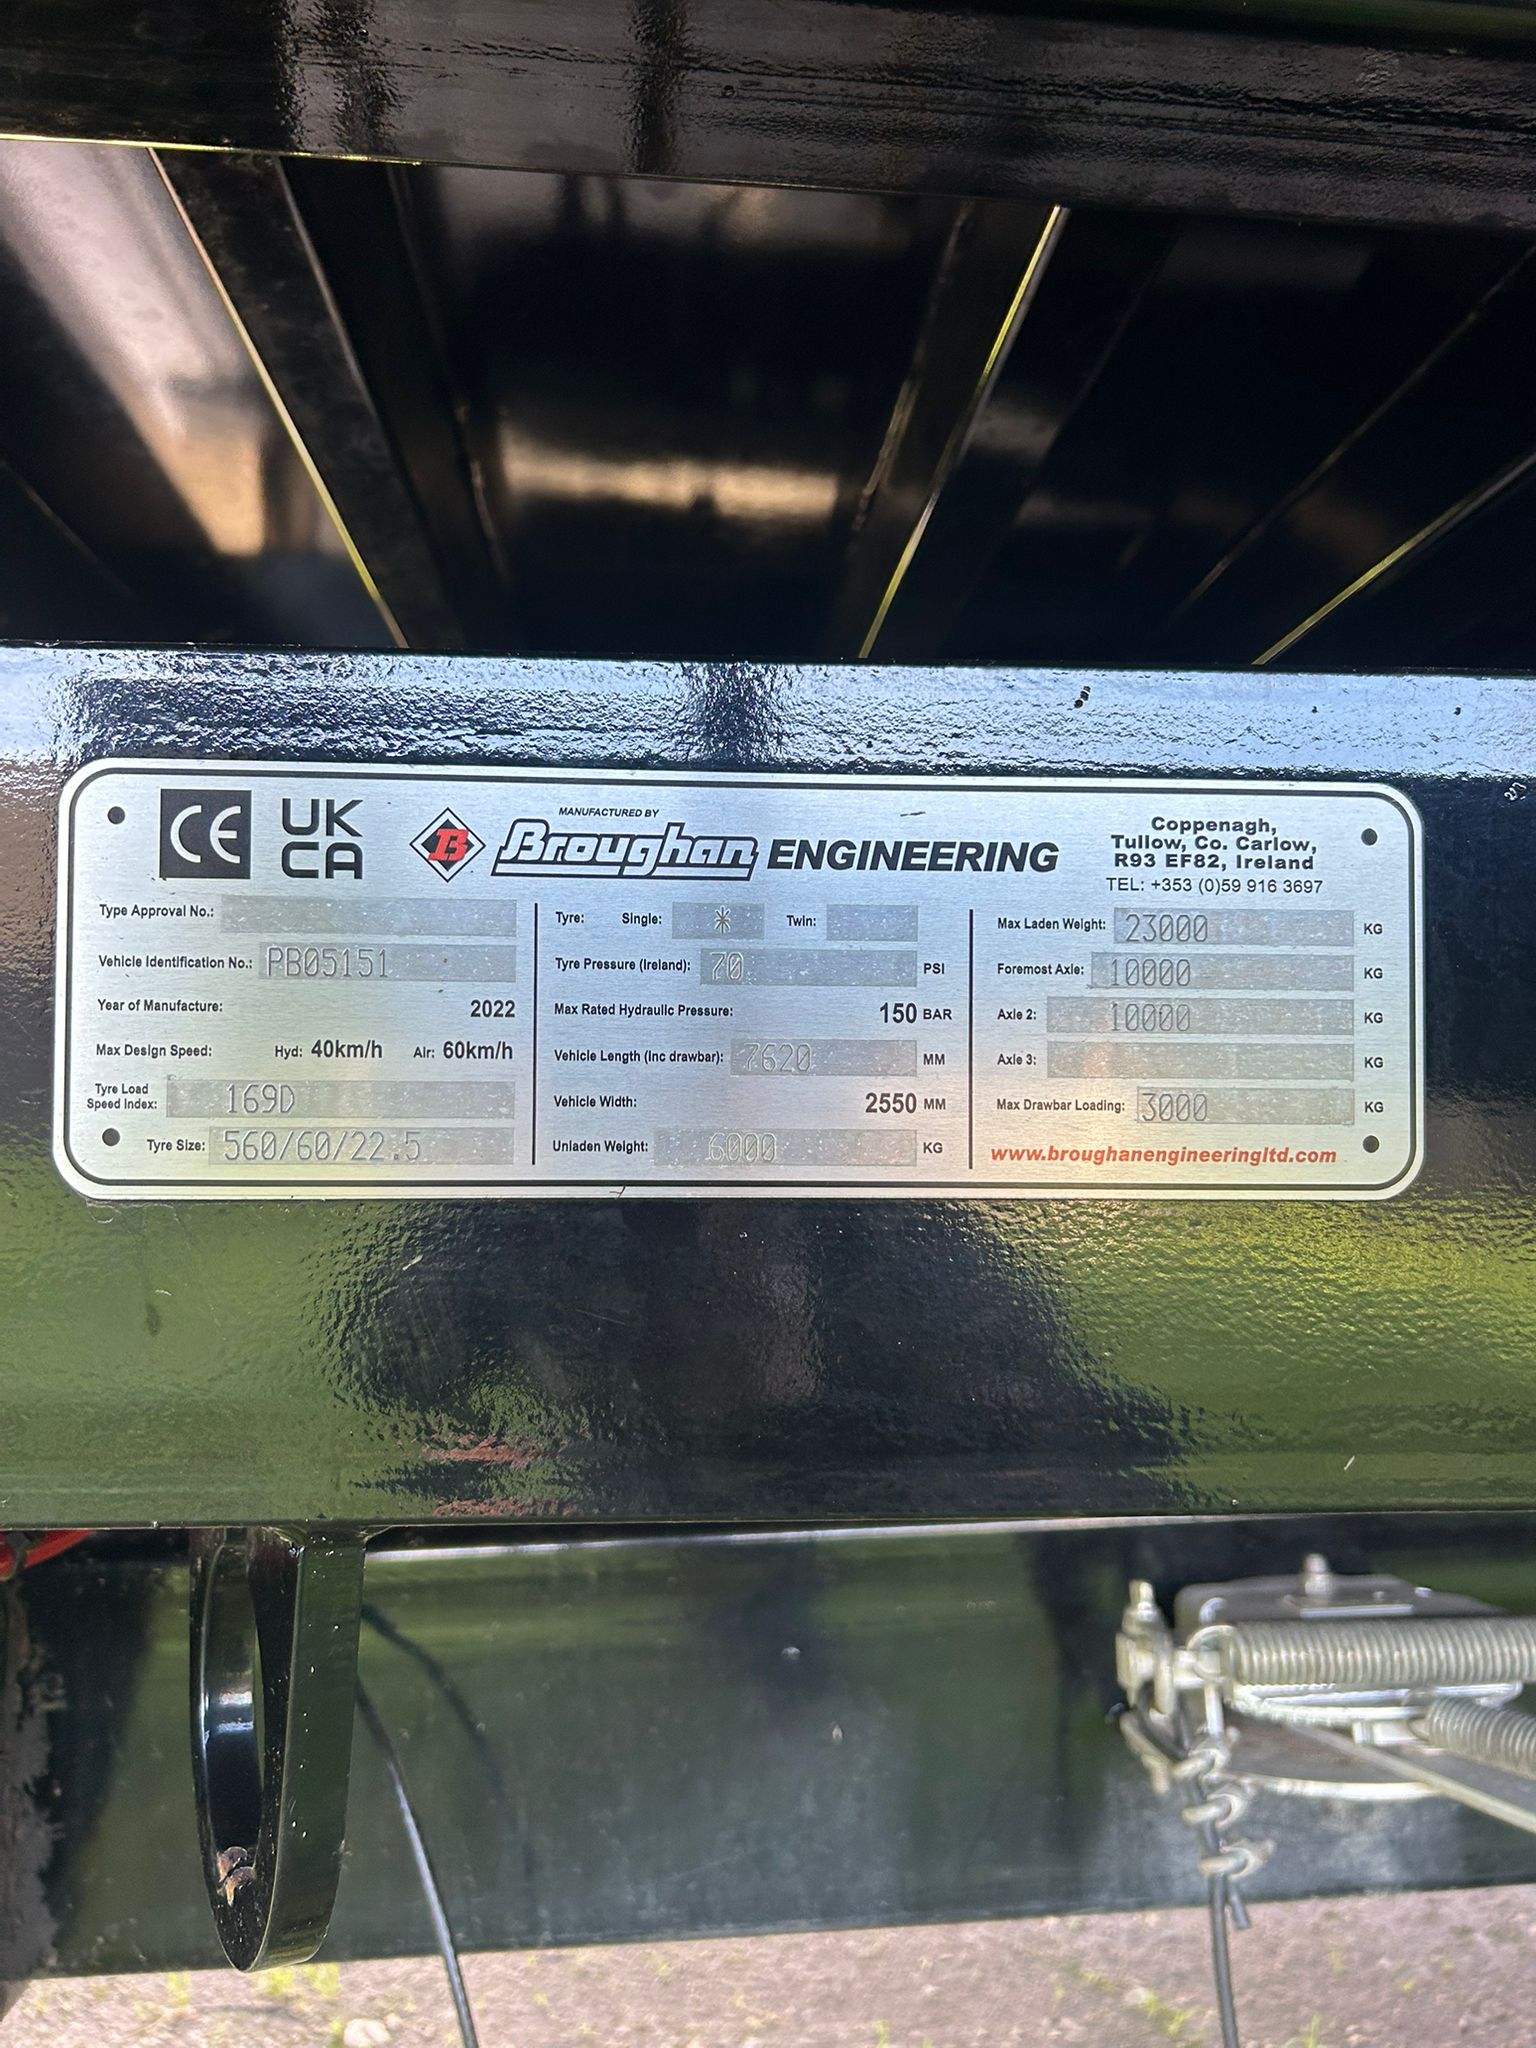 CE
UK
CA
B
MANUFACTURED BY
Broughan ENGINEERING
Coppenagh,
Tullow, Co. Carlow,
R93 EF82, Ireland
TEL: +353 (0)59 916 3697
Type Approval No.:
Vehicle Identification No.: PB05151
Year of Manufacture: 2022
Max Design Speed: Hyd: 40km/h Air: 60km/h
Tyre Load
Speed Index: 169D
Tyre Size: 560/60/22.5
Tyre: Single: * Twin:
Tyre Pressure (Ireland): 70 PSI
Max Rated Hydraulic Pressure: 150 BAR
Vehicle Length (Inc drawbar): 7620 MM
Vehicle Width: 2550 MM
Unladen Weight: 6000 KG
Max Laden Weight: 23000 KG
Foremost Axle: 10000 KG
Axle 2: 10000 KG
Axle 3: KG
Max Drawbar Loading: 3000 KG
www.broughanengineeringltd.com